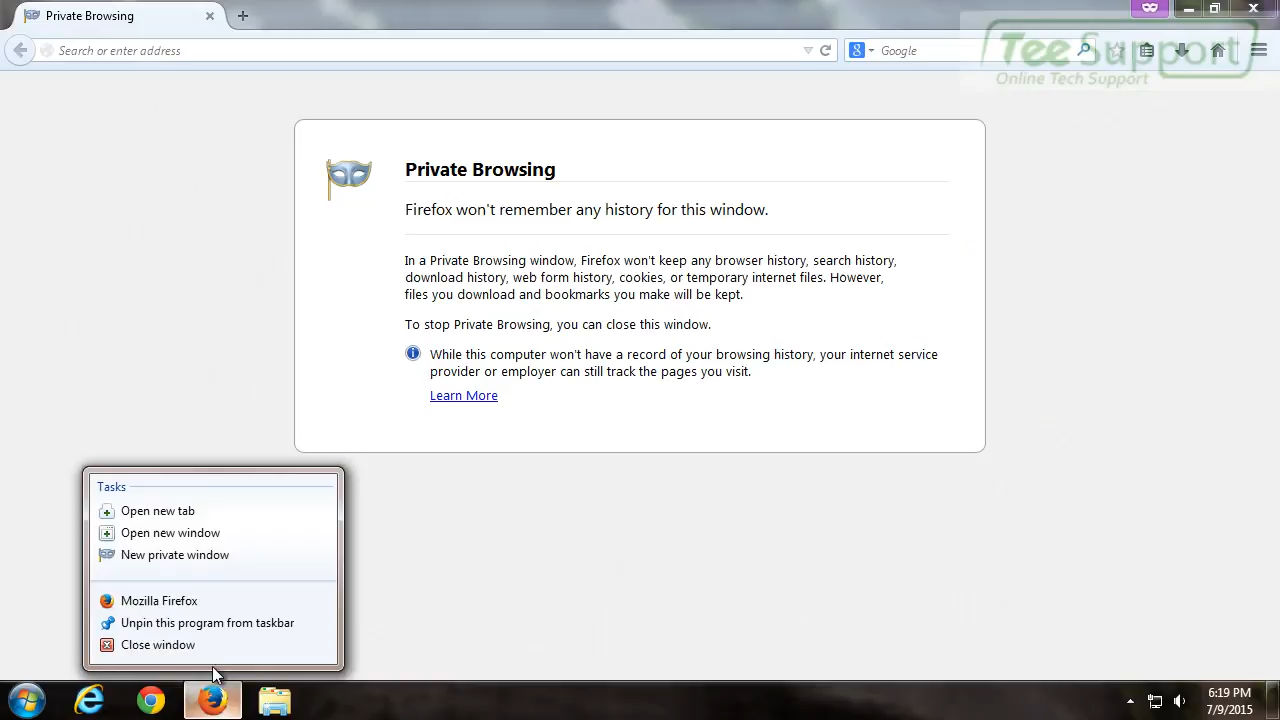 Private Browsing
Search or enter address
Google
Tee Support
Online Tech Support
Private Browsing
Firefox won't remember any history for this window.
In a Private Browsing window, Firefox won't keep any browser history, search history,
download history, web form history, cookies, or temporary internet files. However,
files you download and bookmarks you make will be kept.
To stop Private Browsing, you can close this window.
While this computer won't have a record of your browsing history, your internet service
provider or employer can still track the pages you visit.
Learn More
Tasks
Open new tab
Open new window
New private window
Mozilla Firefox
Unpin this program from taskbar
Close window
6:19 PM
7/9/2015